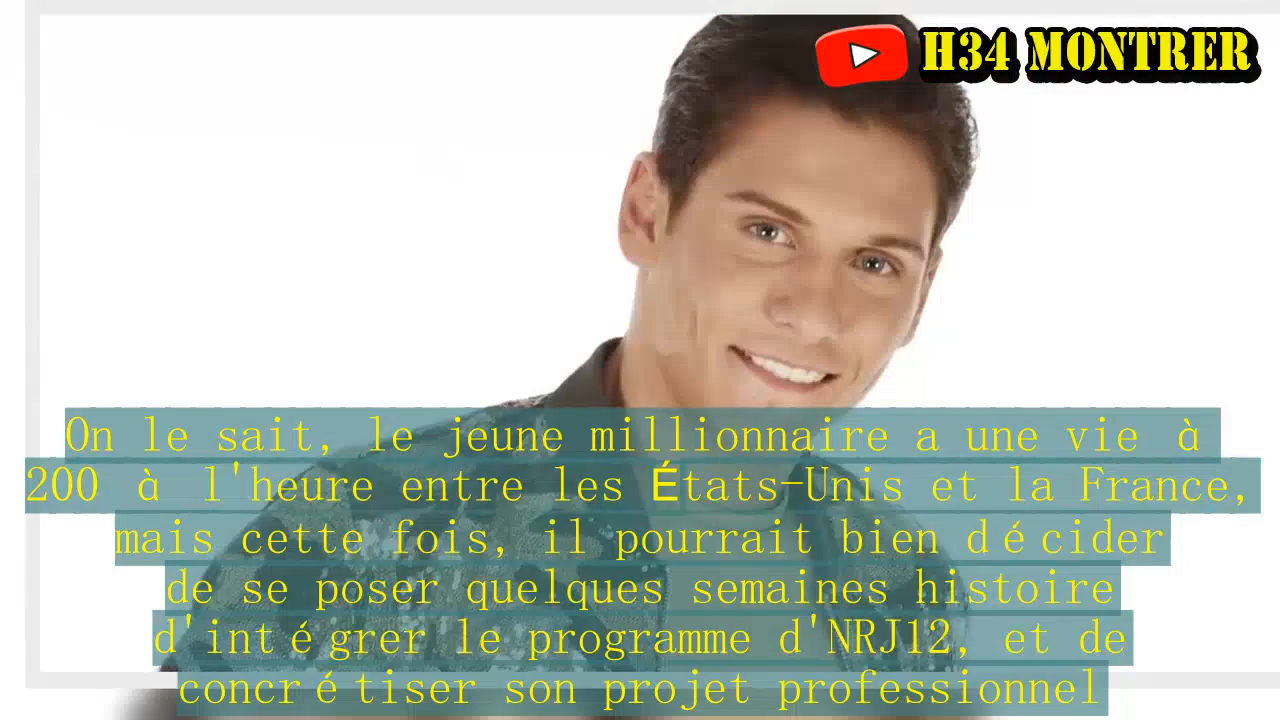 H34 MONTRER
On le sait, le jeune millionnaire a une vie à
200 à l'heure entre les États-Unis et la France,
mais cette fois, il pourrait bien décider
de se poser quelques semaines histoire
d'intégrer le programme d'NRJ12, et de
concrétiser son projet professionnel